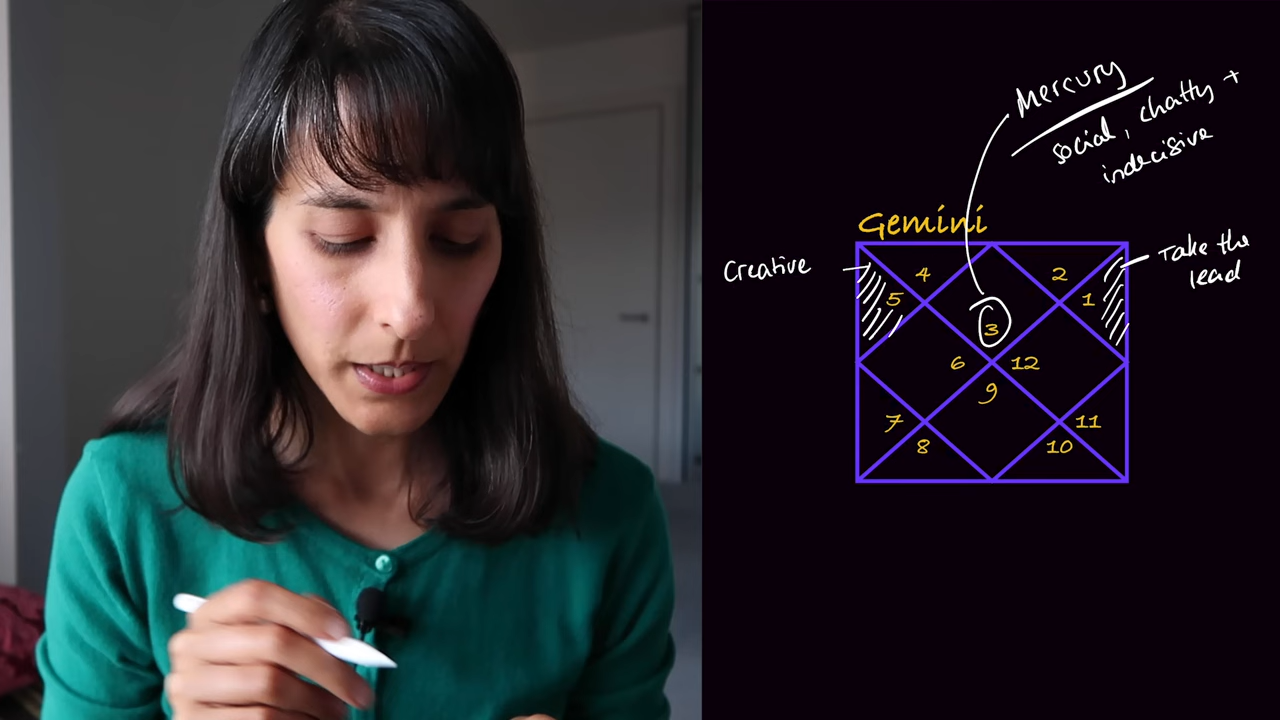 Mercury
social, chatty +
indecisive
Gemini
Creative
Take the
lead
4
2
5
1
3
6
12
9
7
11
8
10